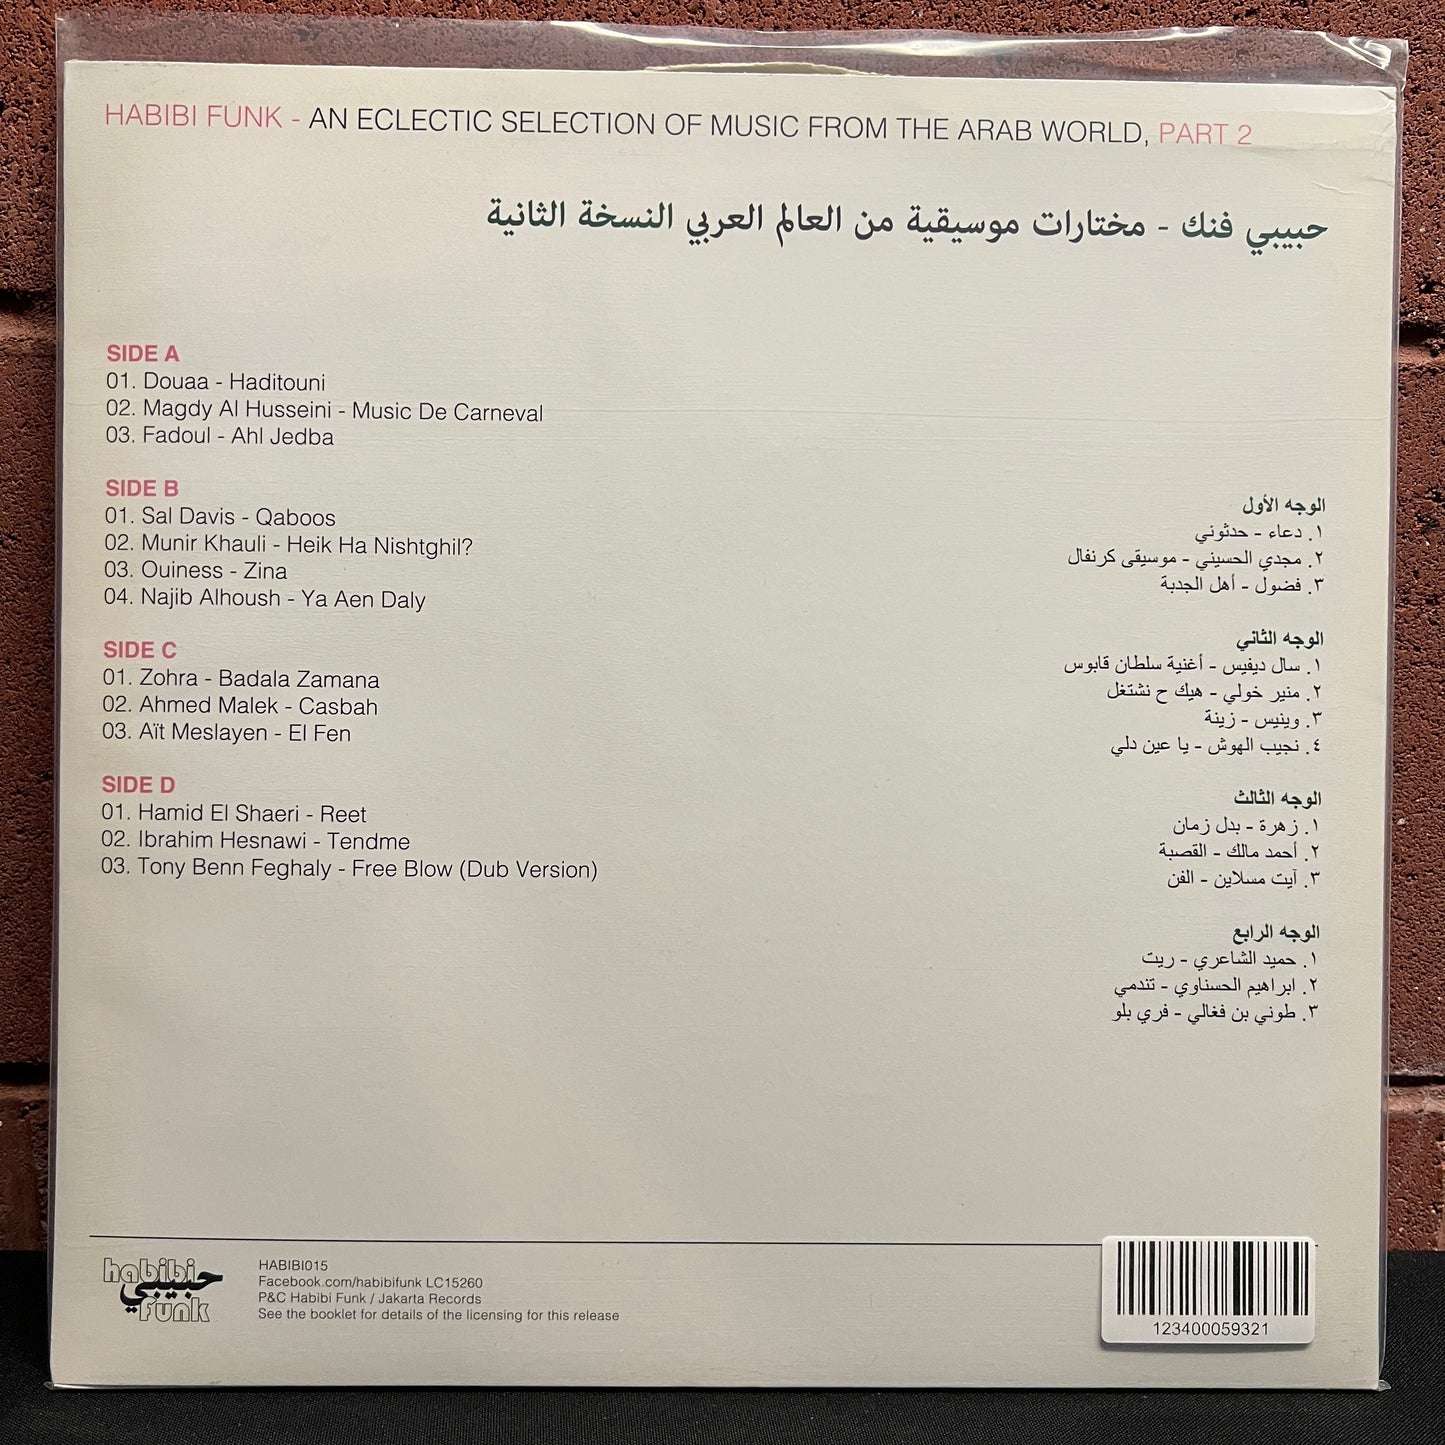 HABIBI FUNK - AN ECLECTIC SELECTION OF MUSIC FROM THE ARAB WORLD, PART 2
حبيبي فنك - مختارات موسيقية من العالم العربي النسخة الثانية
SIDE A
01. Douaa - Haditouni
02. Magdy Al Husseini - Music De Carneval
03. Fadoul - Ahl Jedba
SIDE B
01. Sal Davis - Qaboos
02. Munir Khauli - Heik Ha Nishtghil?
03. Ouiness - Zina
04. Najib Alhoush - Ya Aen Daly
SIDE C
01. Zohra - Badala Zamana
02. Ahmed Malek - Casbah
03. Aït Meslayen - El Fen
SIDE D
01. Hamid El Shaeri - Reet
02. Ibrahim Hesnawi - Tendme
03. Tony Benn Feghaly - Free Blow (Dub Version)
الوجه الأول
١. دعاء - حدثوني
٢. مجدي الحسيني - موسيقى كرنفال
٣. فضول - أهل الجدبة
الوجه الثاني
١. سال ديفيس - أغنية سلطان قابوس
٢. منير خولي - هيك ح نشتغل
٣. وينيس - زينة
٤. نجيب الهوش - يا عين دلي
الوجه الثالث
١. زهرة - بدل زمان
٢. أحمد مالك - القصبة
٣. آيت مسلاين - الفن
الوجه الرابع
١. حميد الشاعري - ريت
٢. ابراهيم الحسناوي - تندمي
٣. طوني بن فغالي - فري بلو
habibi
حبيبي
funk
HABIBI015
Facebook.com/habibifunk LC15260
P&C Habibi Funk / Jakarta Records
See the booklet for details of the licensing for this release
123400059321